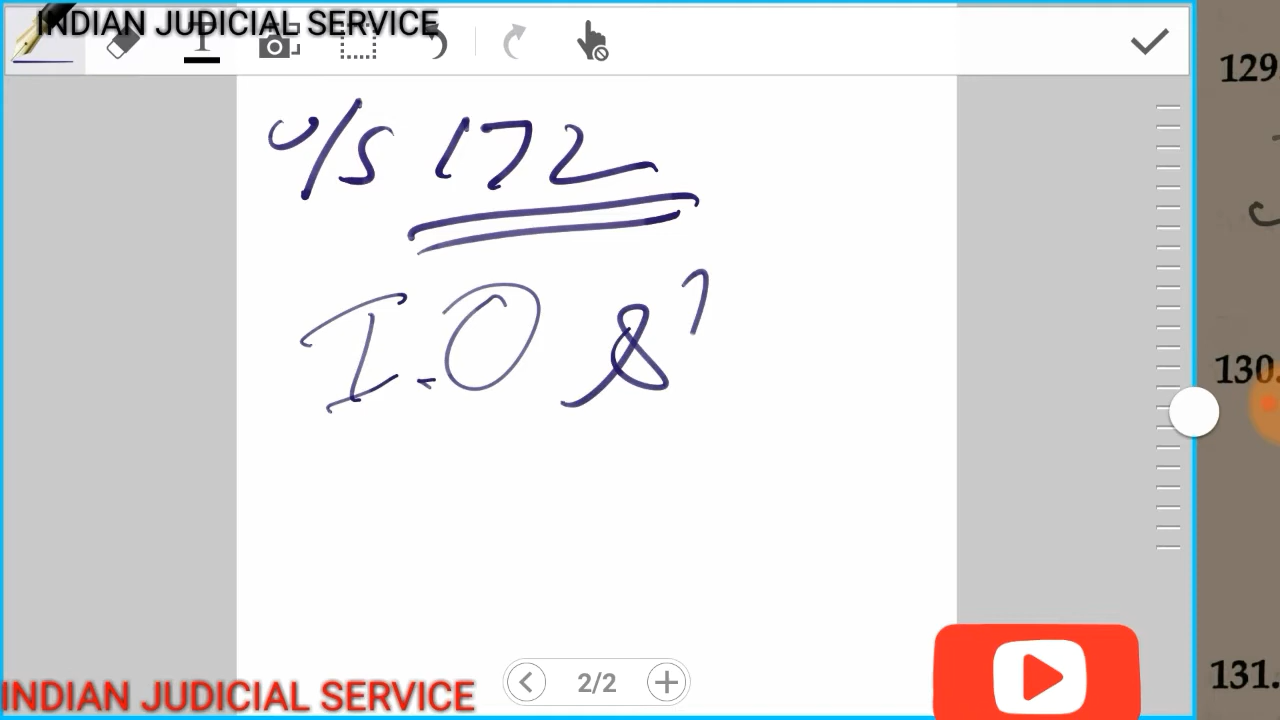 INDIAN JUDICIAL SERVICE
T
129.
u/s 172
I.O &
130.
131.
2/2
INDIAN JUDICIAL SERVICE